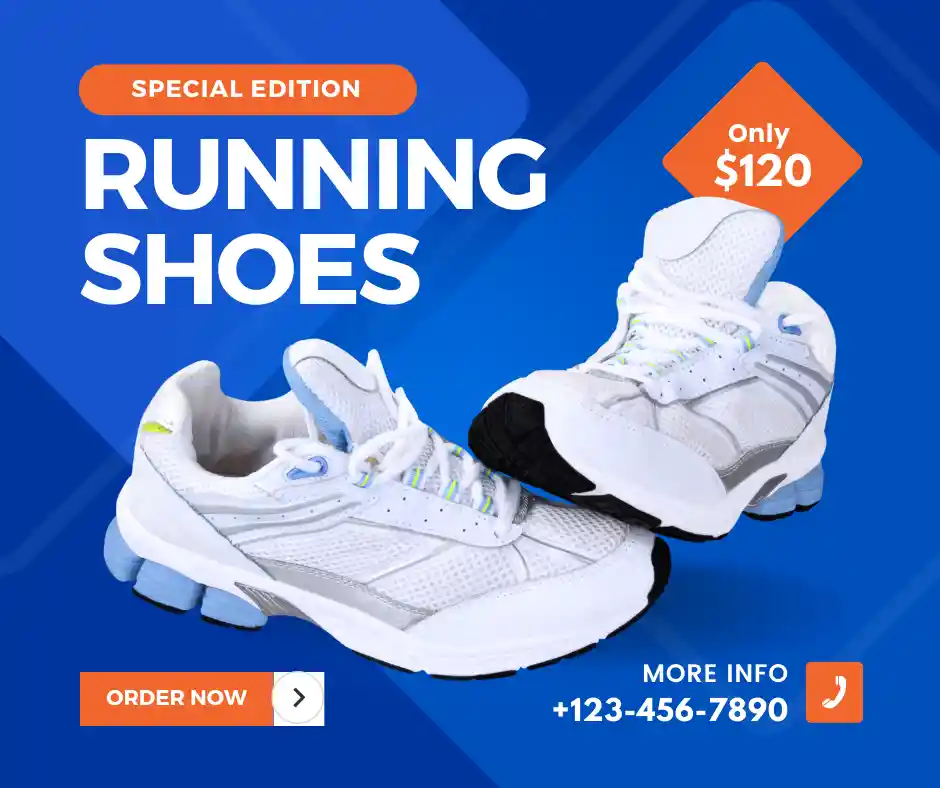 SPECIAL EDITION
RUNNING
SHOES
Only
$120
ORDER NOW
MORE INFO
+123-456-7890